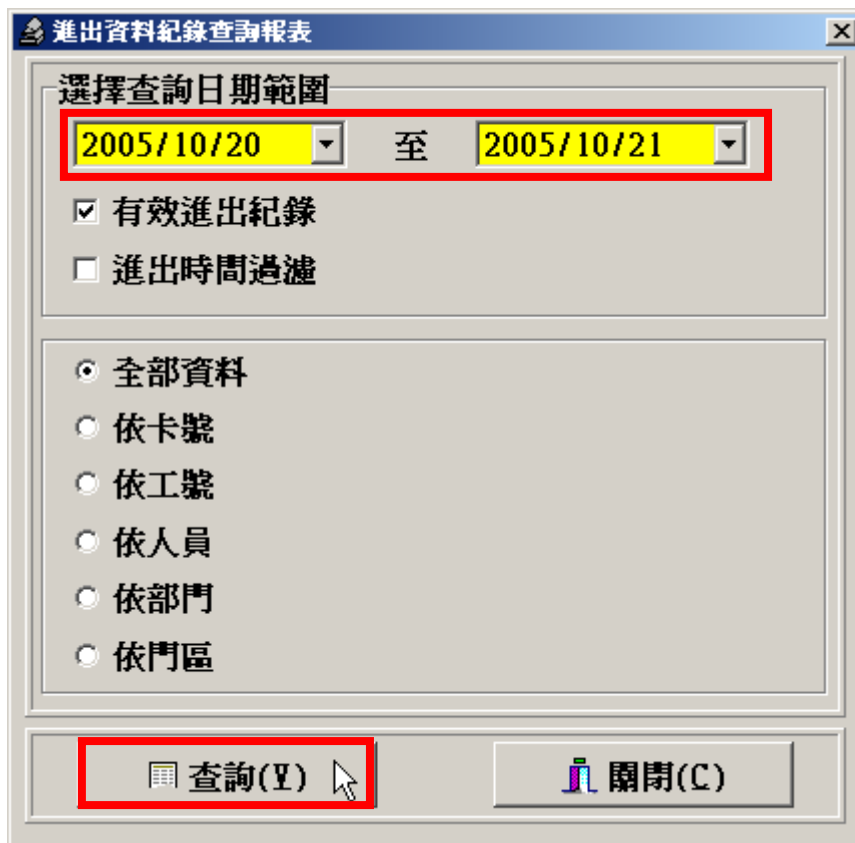 進出資料紀錄查詢報表
選擇查詢日期範圍
2005/10/20 至 2005/10/21
有效進出紀錄
進出時間過濾
全部資料
依卡號
依工號
依人員
依部門
依門區
查詢(Y) 關閉(C)